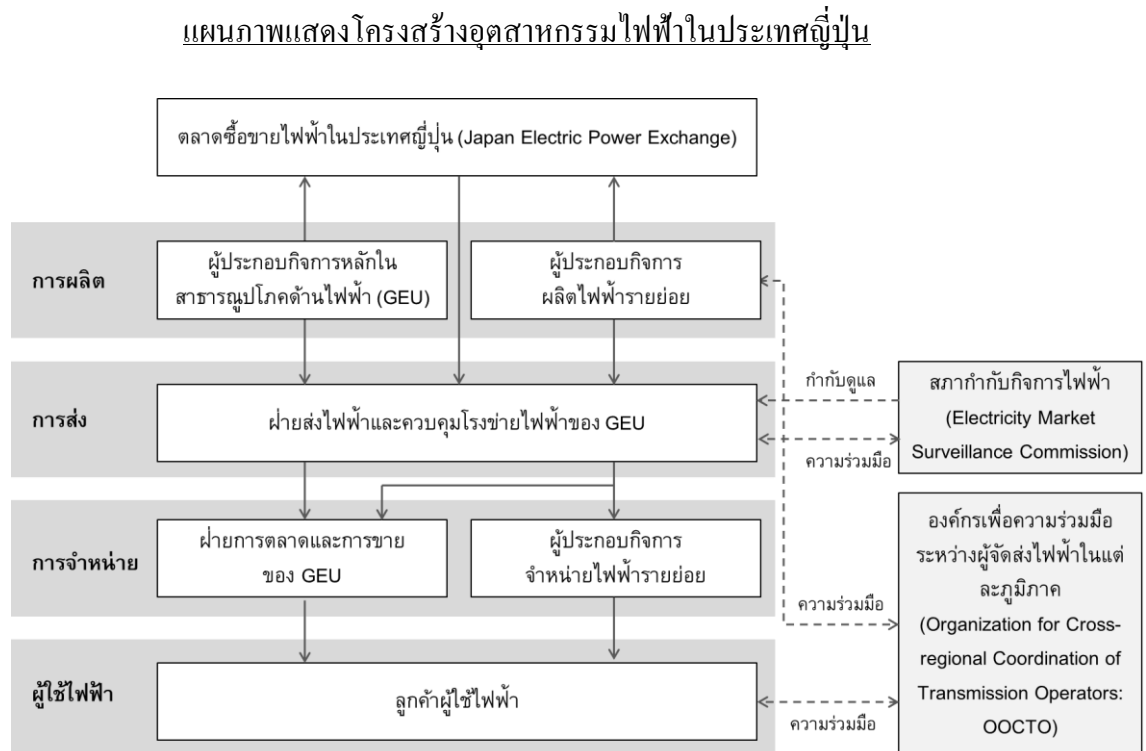 แผนภาพแสดงโครงสร้างอุตสาหกรรมไฟฟ้าในประเทศญี่ปุ่น
ตลาดซื้อขายไฟฟ้าในประเทศญี่ปุ่น (Japan Electric Power Exchange)
การผลิต
ผู้ประกอบกิจการหลักใน
สาธารณูปโภคด้านไฟฟ้า (GEU)
ผู้ประกอบกิจการ
ผลิตไฟฟ้ารายย่อย
การส่ง
ฝ่ายส่งไฟฟ้าและควบคุมโรงข่ายไฟฟ้าของ GEU
กำกับดูแล
ความร่วมมือ
สภากำกับกิจการไฟฟ้า
(Electricity Market
Surveillance Commission)
การจำหน่าย
ฝ่ายการตลาดและการขาย
ของ GEU
ผู้ประกอบกิจการ
จำหน่ายไฟฟ้ารายย่อย
ความร่วมมือ
องค์กรเพื่อความร่วมมือ
ระหว่างผู้จัดส่งไฟฟ้าในแต่
ละภูมิภาค
(Organization for Cross-
regional Coordination of
Transmission Operators:
OOCTO)
ผู้ใช้ไฟฟ้า
ลูกค้าผู้ใช้ไฟฟ้า
ความร่วมมือ